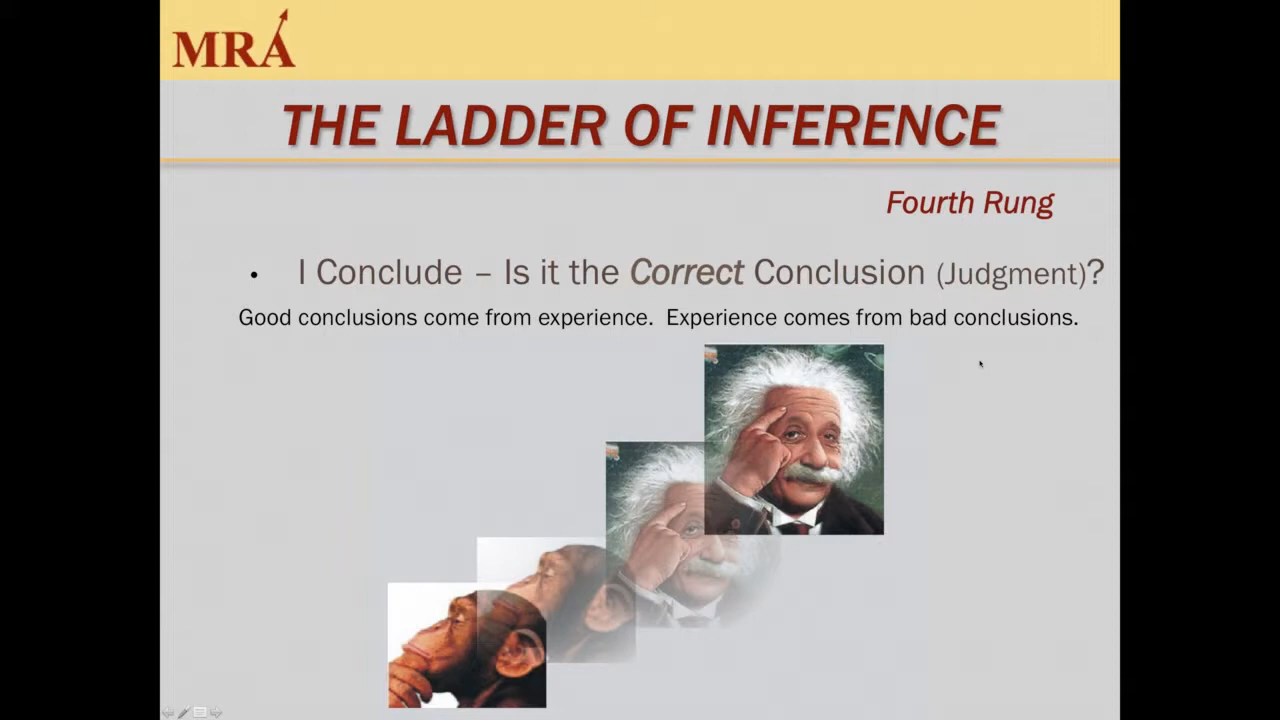 MRA
THE LADDER OF INFERENCE
Fourth Rung
• I Conclude – Is it the Correct Conclusion (Judgment)?
Good conclusions come from experience.  Experience comes from bad conclusions.